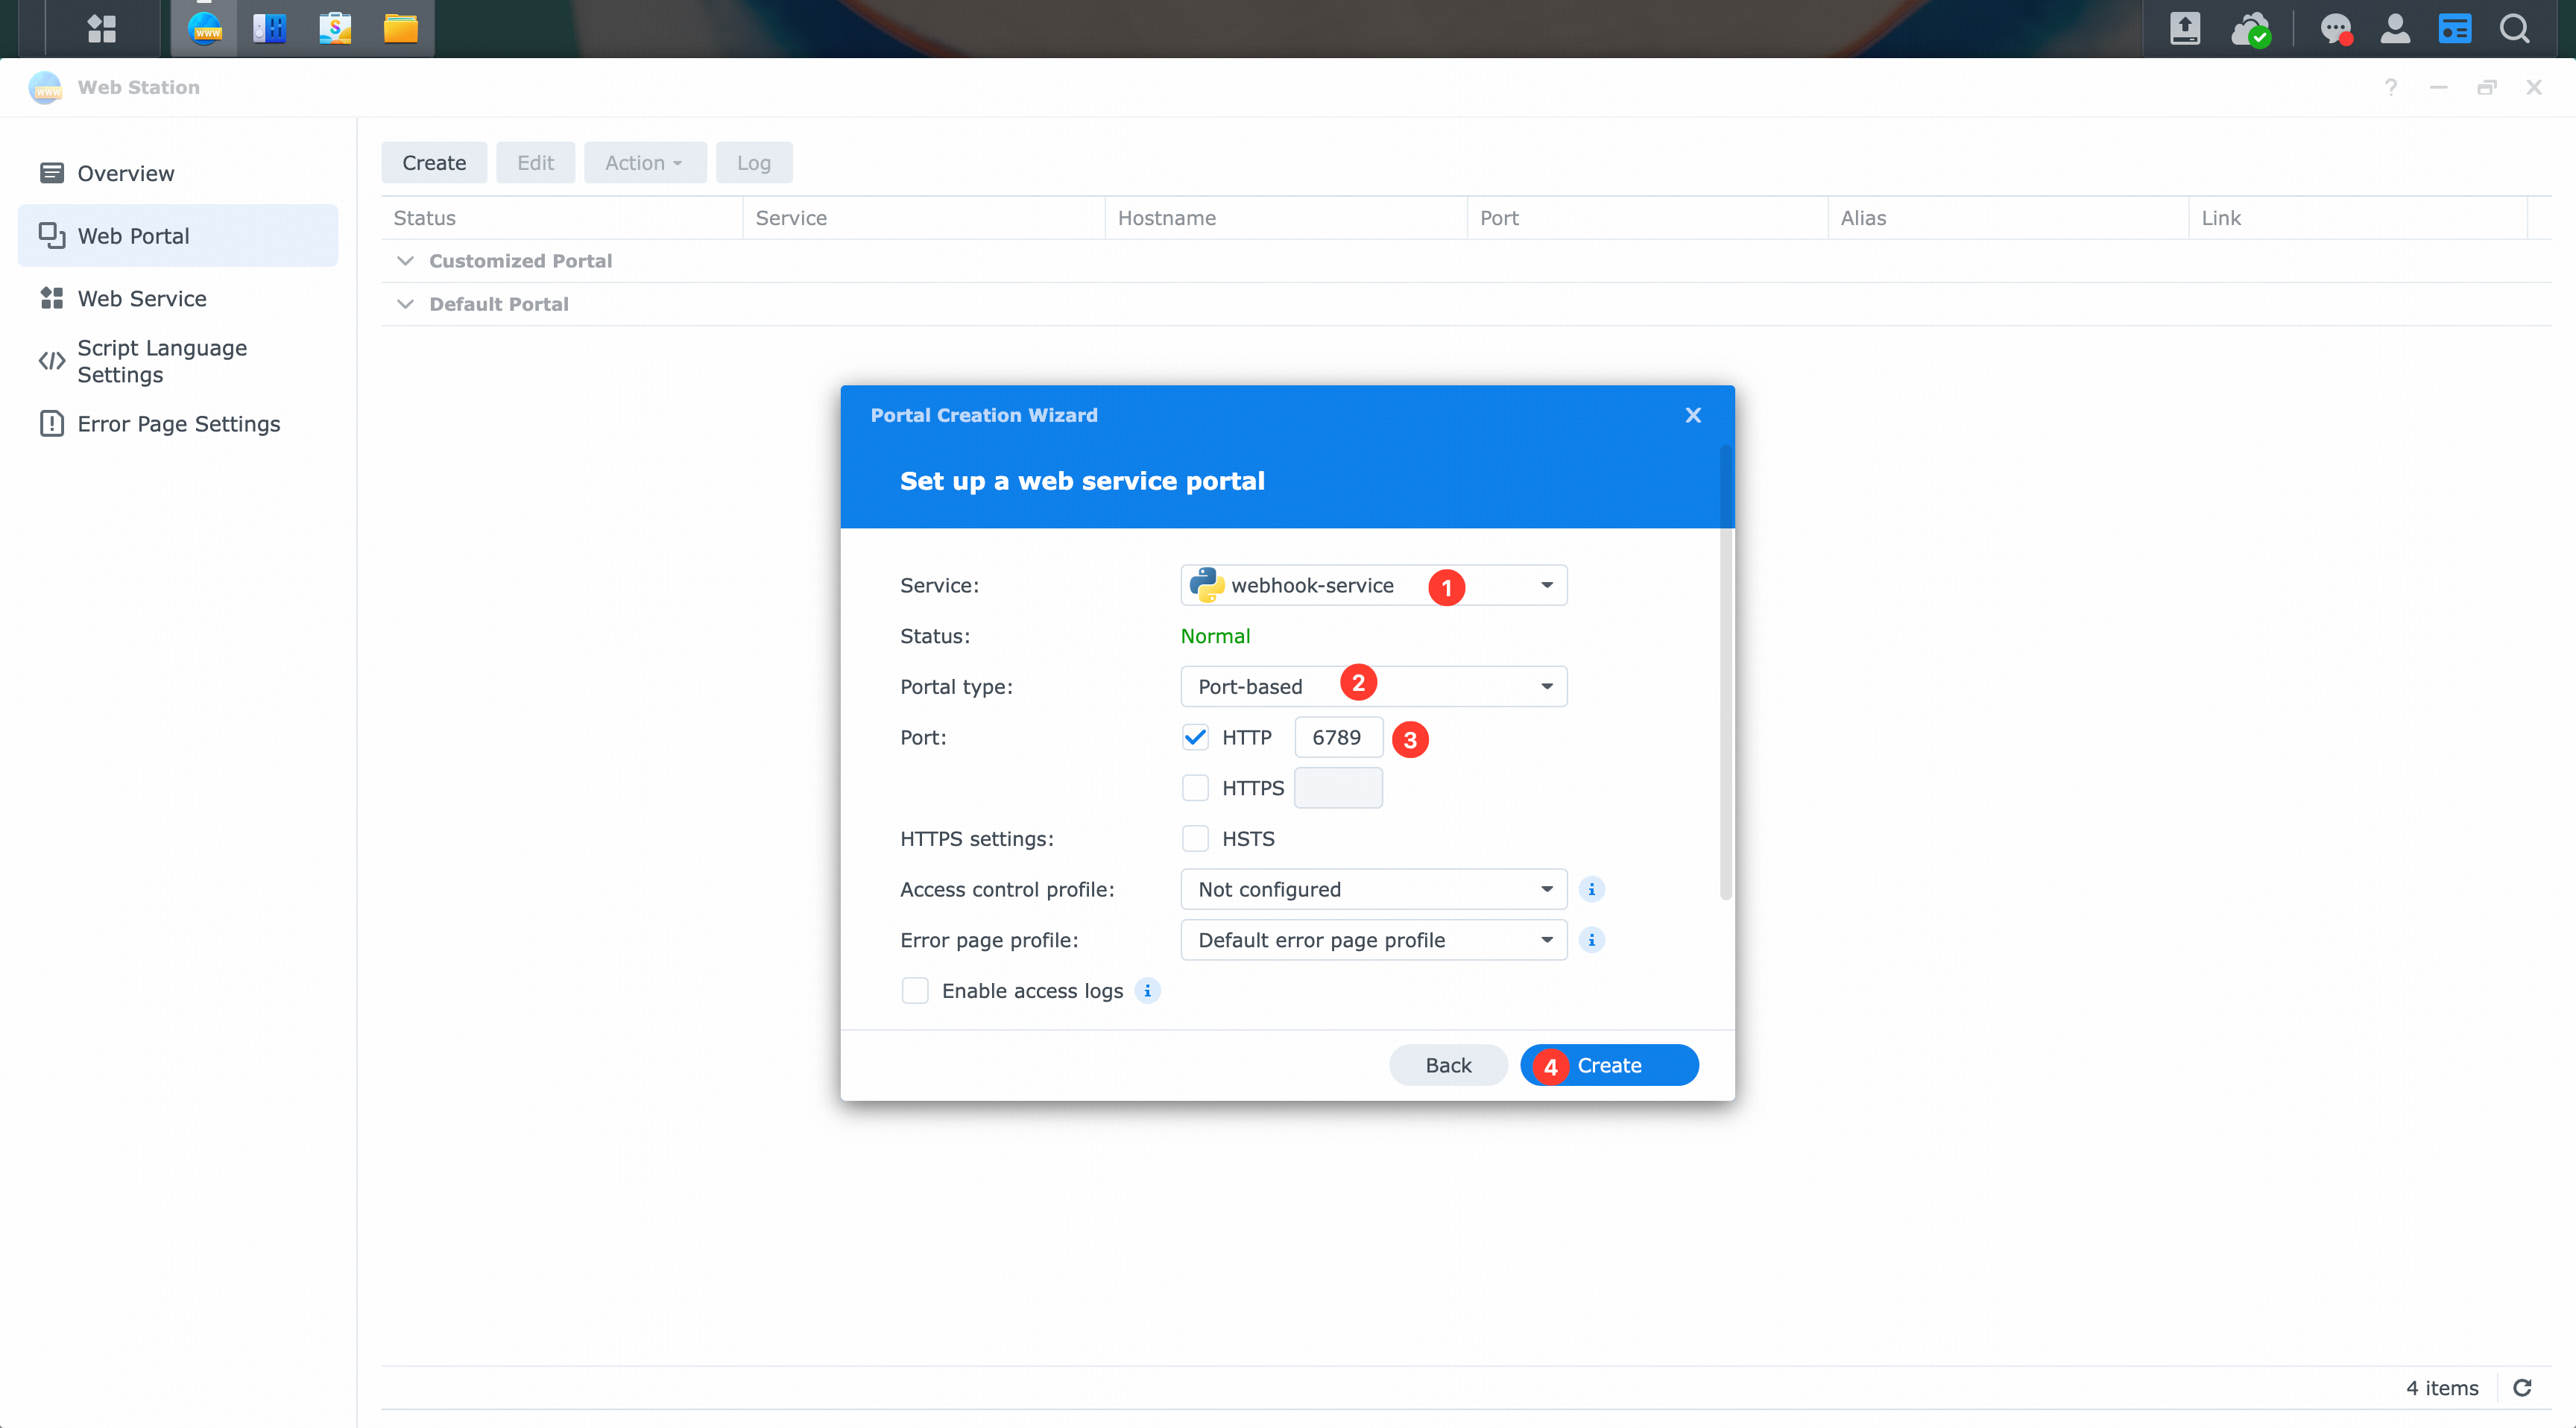 www
S
Web Station
?
Overview
Web Portal
Web Service
Script Language
Settings
Error Page Settings
Create Edit Action Log
Status Service Hostname Port Alias Link
Customized Portal
Default Portal
Portal Creation Wizard
Set up a web service portal
Service: webhook-service 1
Status: Normal
Portal type: Port-based 2
Port: HTTP 6789 3
HTTPS
HTTPS settings: HSTS
Access control profile: Not configured i
Error page profile: Default error page profile i
Enable access logs i
Back 4 Create
4 items